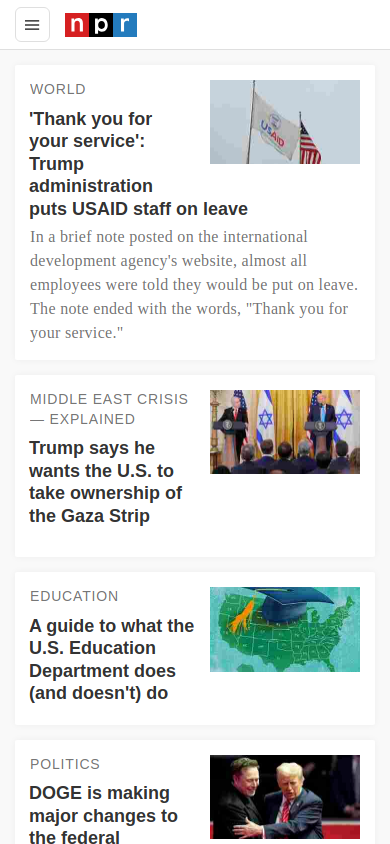 npr
WORLD
'Thank you for
your service':
Trump
administration
puts USAID staff on leave
USAID
In a brief note posted on the international
development agency's website, almost all
employees were told they would be put on leave.
The note ended with the words, "Thank you for
your service."
MIDDLE EAST CRISIS
— EXPLAINED
Trump says he
wants the U.S. to
take ownership of
the Gaza Strip
EDUCATION
A guide to what the
U.S. Education
Department does
(and doesn't) do
POLITICS
DOGE is making
major changes to
the federal